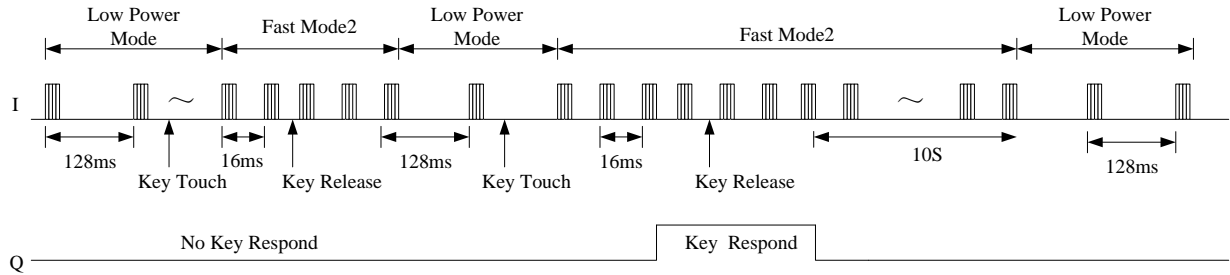 Low Power
Mode
Fast Mode2
Low Power
Mode
Fast Mode2
Low Power
Mode
I
128ms
16ms
128ms
16ms
10S
128ms
Key Touch
Key Release
Key Touch
Key Release
No Key Respond
Key Respond
Q